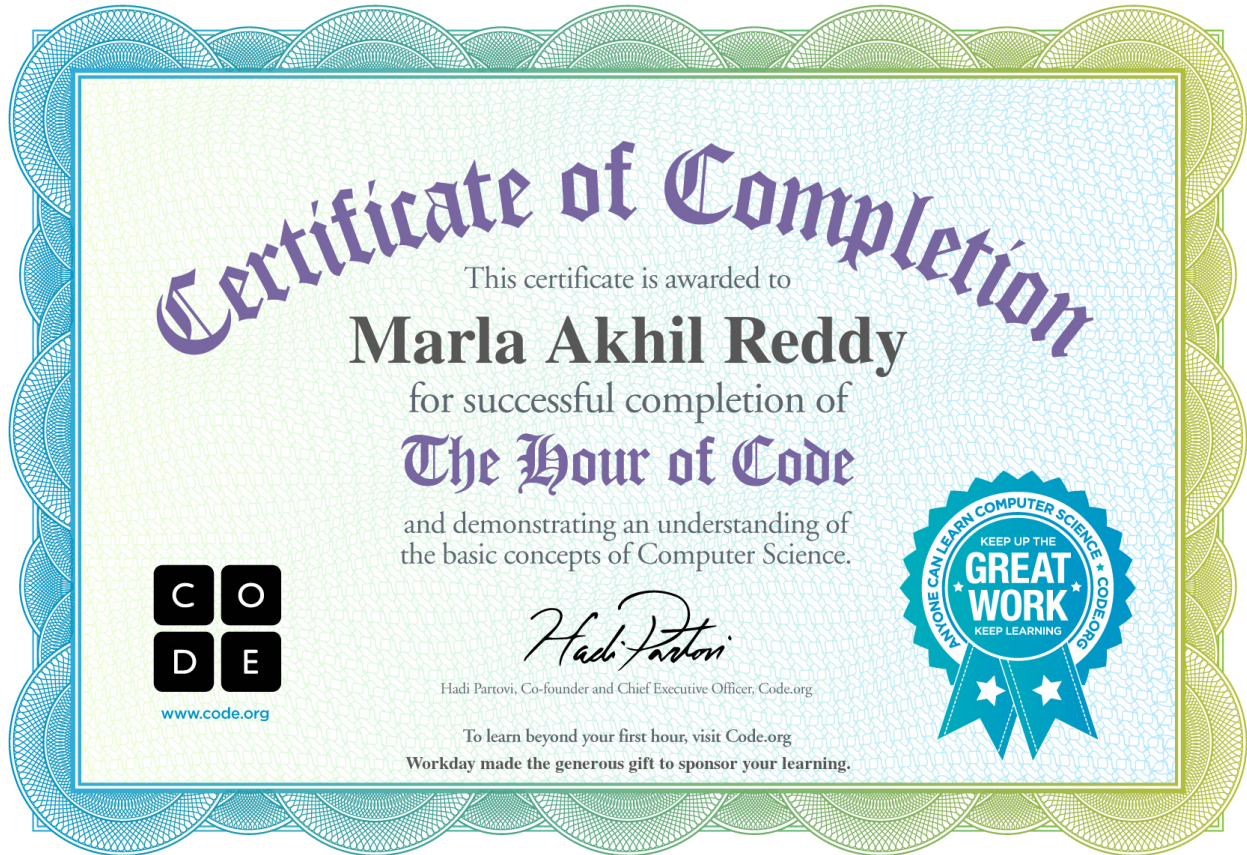 Certificate of Completion
This certificate is awarded to
Marla Akhil Reddy
for successful completion of
The Hour of Code
and demonstrating an understanding of
the basic concepts of Computer Science.
C O
D E
www.code.org
Hadi Partovi
Hadi Partovi, Co-founder and Chief Executive Officer, Code.org
To learn beyond your first hour, visit Code.org
Workday made the generous gift to sponsor your learning.
ANYONE CAN LEARN COMPUTER SCIENCE ★ CODE.ORG
KEEP UP THE
GREAT
WORK
KEEP LEARNING